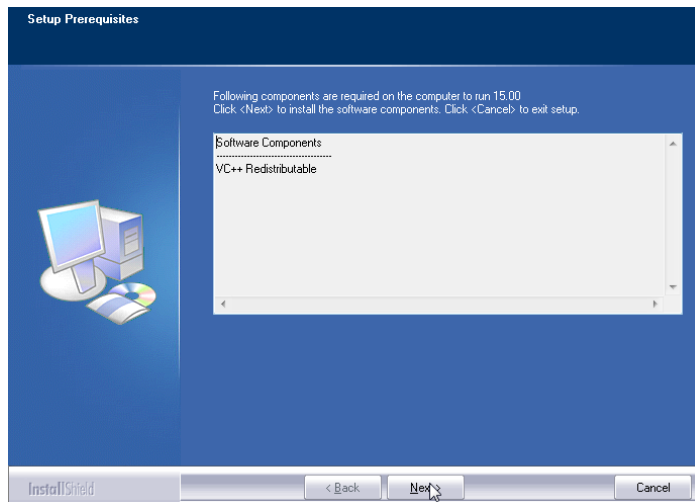 Setup Prerequisites
Following components are required on the computer to run 15.00
Click <Next> to install the software components. Click <Cancel> to exit setup.
Software Components
--------------------------------------
VC++ Redistributable
InstallShield
< Back
Next >
Cancel